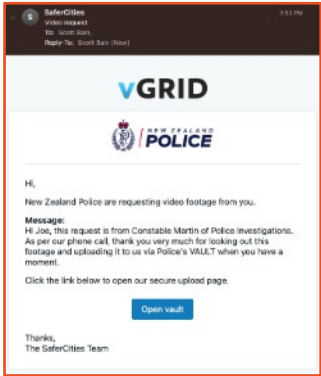 S
SaferCities
3:53 PM
Video request
To: Scott Bain,
Reply-To: Scott Bain (New)
vGRID
NEW ZEALAND
POLICE
Hi,
New Zealand Police are requesting video footage from you.
Message:
Hi Joe, this request is from Constable Martin of Police Investigations.
As per our phone call, thank you very much for looking out this
footage and uploading it to us via Police's VAULT when you have a
moment.
Click the link below to open our secure upload page.
Open vault
Thanks,
The SaferCities Team